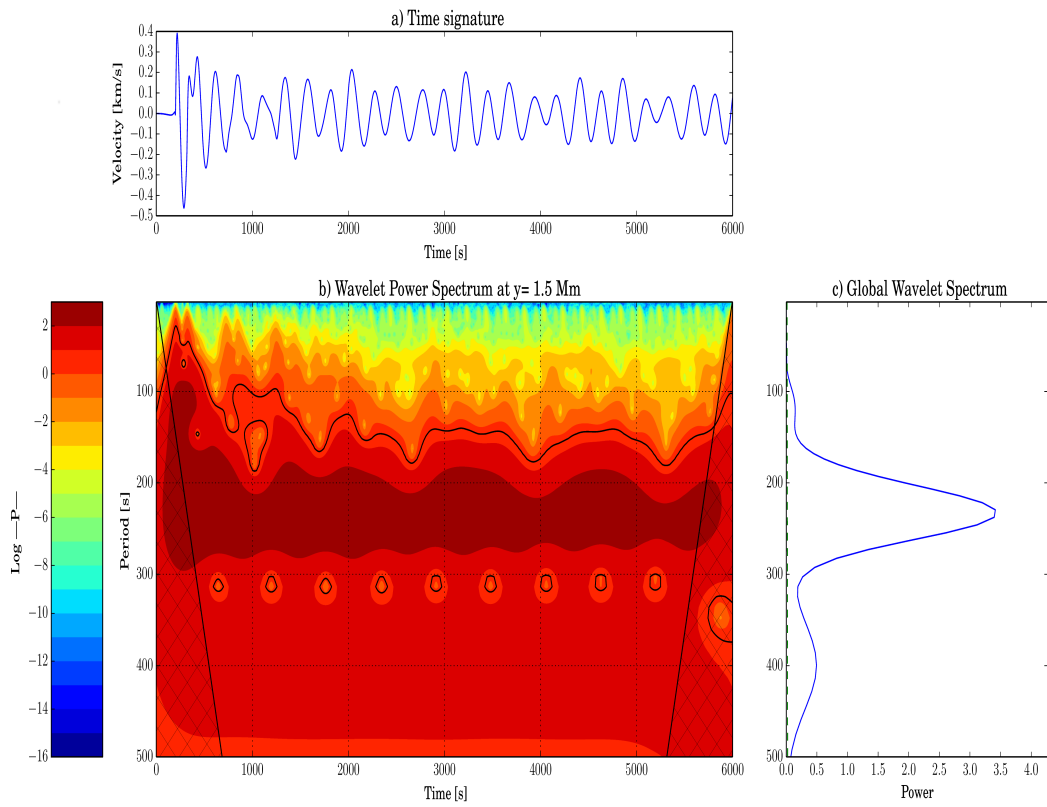 a) Time signature
0.4
0.3
0.2
0.1
0.0
−0.1
−0.2
−0.3
−0.4
−0.5
Velocity [km/s]
0 1000 2000 3000 4000 5000 6000
Time [s]
b) Wavelet Power Spectrum at y= 1.5 Mm
c) Global Wavelet Spectrum
2
0
−2
−4
−6
−8
−10
−12
−14
−16
Log —P—
100
200
300
400
500
Period [s]
0 1000 2000 3000 4000 5000 6000
Time [s]
100
200
300
400
500
0.0 0.5 1.0 1.5 2.0 2.5 3.0 3.5 4.0
Power